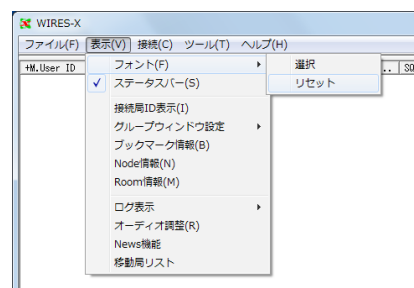 WIRES-X
ファイル(F) 表示(V) 接続(C) ツール(T) ヘルプ(H)
+M.User ID
フォント(F)
選択
リセット
ステータスバー(S)
接続局ID表示(I)
グループウィンドウ設定
ブックマーク情報(B)
Node情報(N)
Room情報(M)
ログ表示
オーディオ調整(R)
News機能
移動局リスト